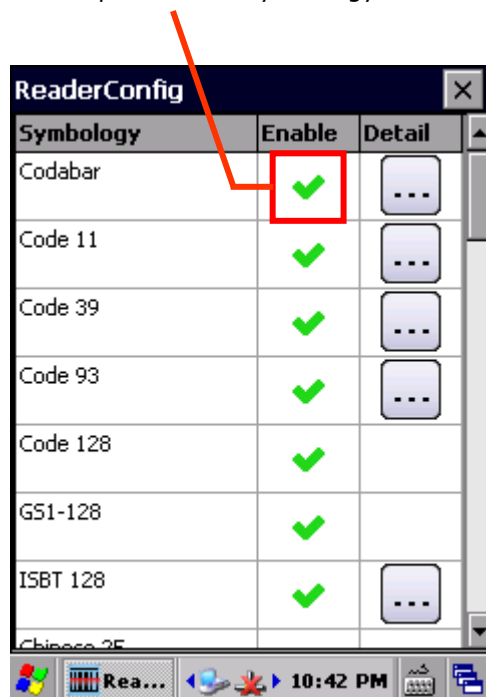 ReaderConfig
Symbology Enable Detail
Codabar ...
Code 11 ...
Code 39 ...
Code 93 ...
Code 128
GS1-128
ISBT 128 ...
Rea... 10:42 PM